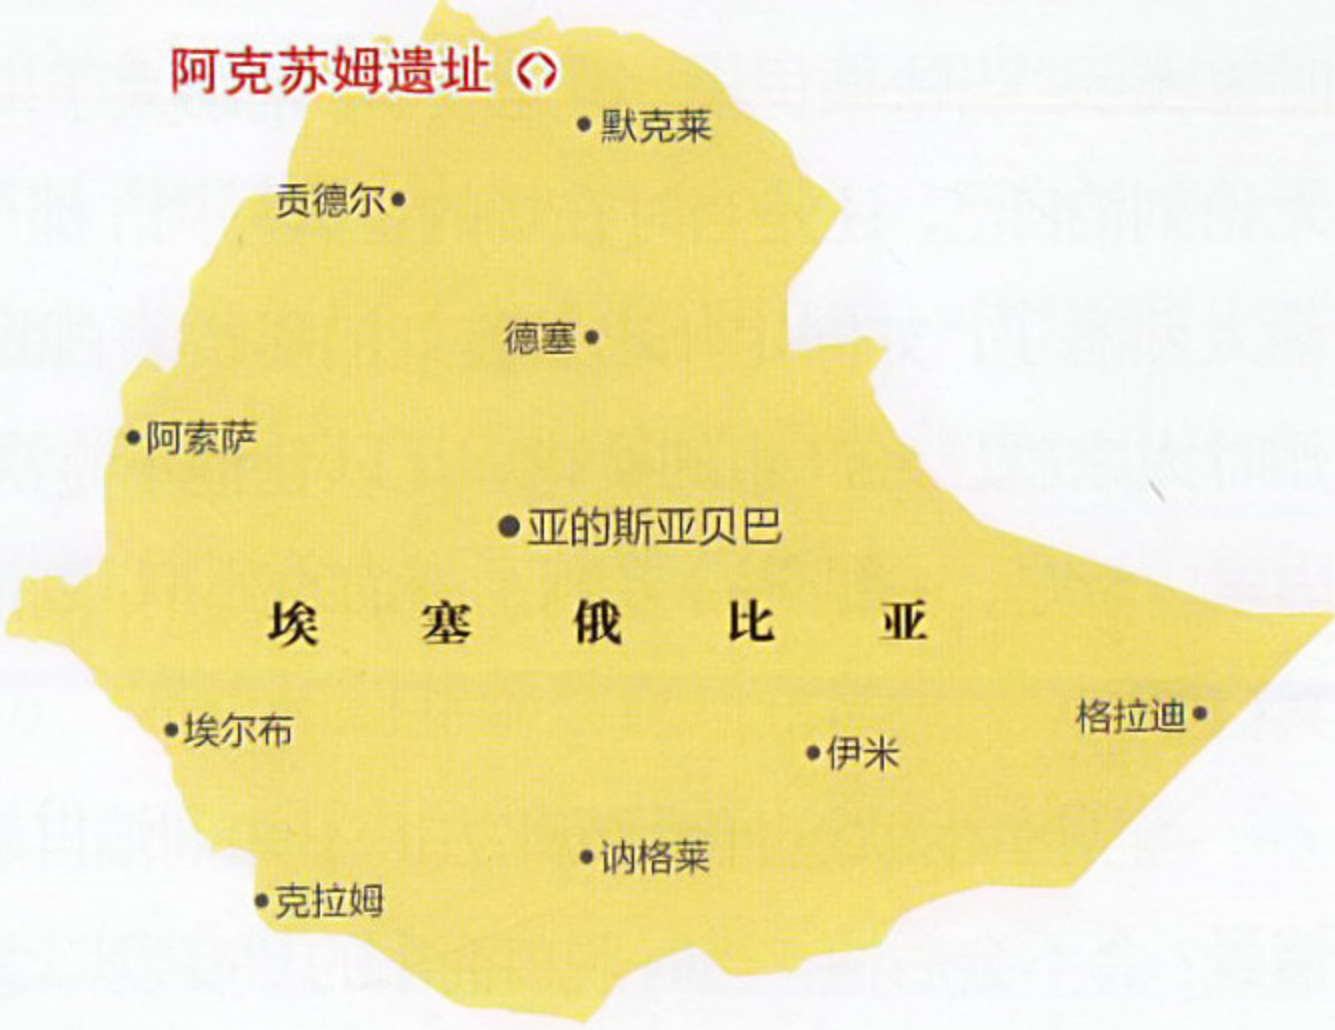 阿克苏姆遗址
默克莱
贡德尔
德塞
阿索萨
亚的斯亚贝巴
埃塞俄比亚
格拉迪
埃尔布
伊米
讷格莱
克拉姆